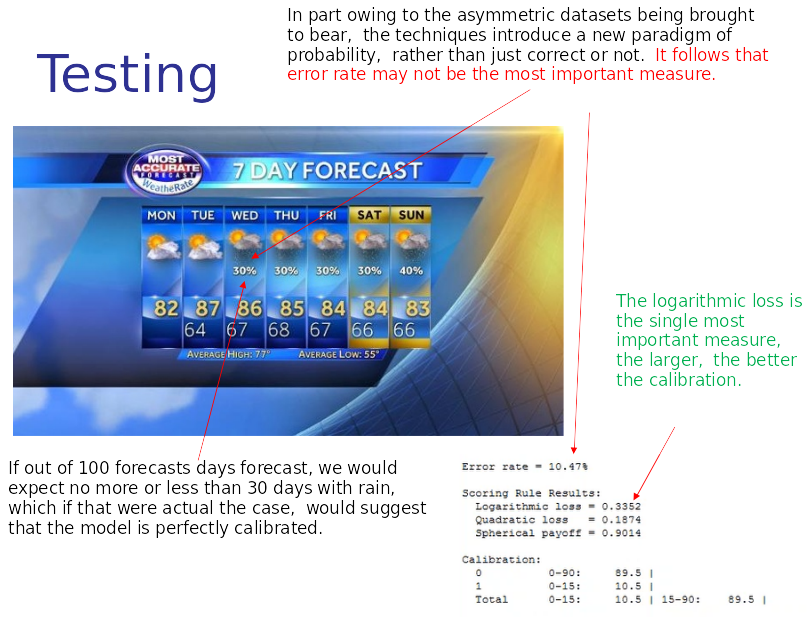 In part owing to the asymmetric datasets being brought
to bear, the techniques introduce a new paradigm of
probability, rather than just correct or not. It follows that
error rate may not be the most important measure.
Testing
MOST
ACCURATE
FORECAST
WeatheRate
7 DAY FORECAST
MON TUE WED THU FRI SAT SUN
30% 30% 30% 30% 40%
82 87 86 85 84 84 83
64 67 68 67 66 66
AVERAGE HIGH: 77° AVERAGE LOW: 55°
The logarithmic loss is
the single most
important measure,
the larger, the better
the calibration.
If out of 100 forecasts days forecast, we would
expect no more or less than 30 days with rain,
which if that were actual the case, would suggest
that the model is perfectly calibrated.
Error rate = 10.47%
Scoring Rule Results:
Logarithmic loss = 0.3352
Quadratic loss = 0.1874
Spherical payoff = 0.9014
Calibration:
0 0-90: 89.5 |
1 0-15: 10.5 |
Total 0-15: 10.5 | 15-90: 89.5 |